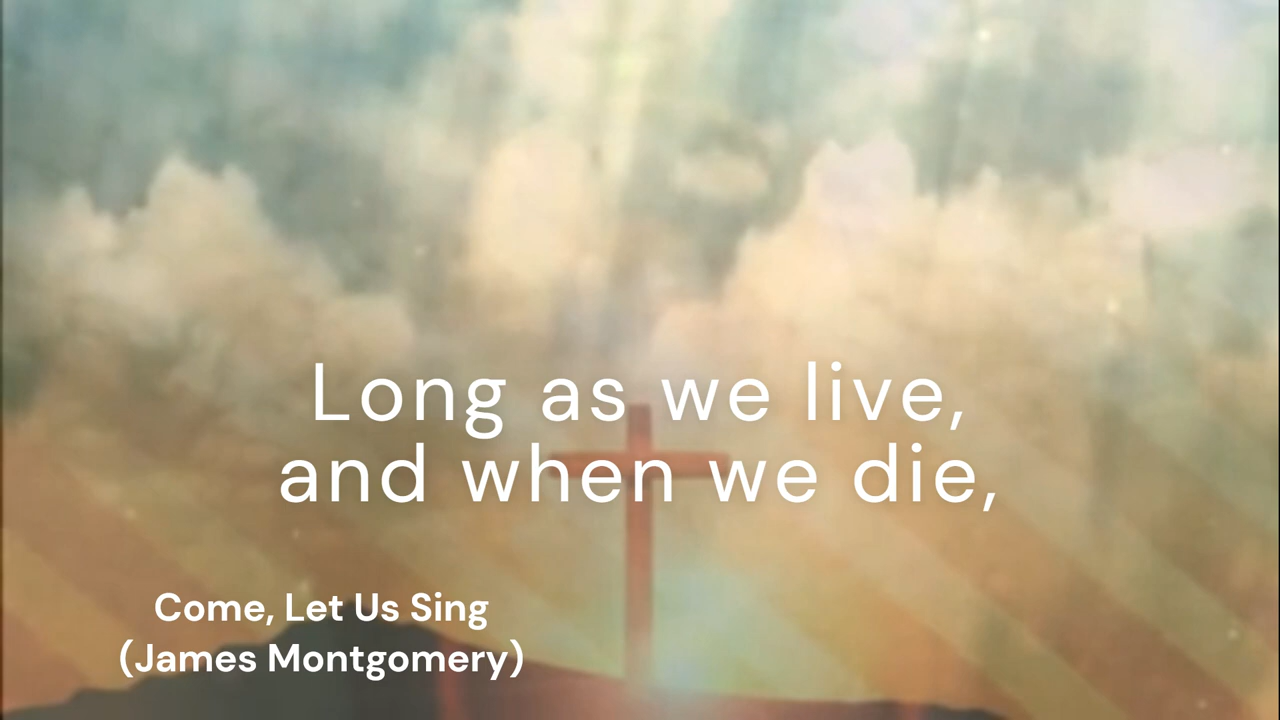 Long as we live,
and when we die,
Come, Let Us Sing
(James Montgomery)